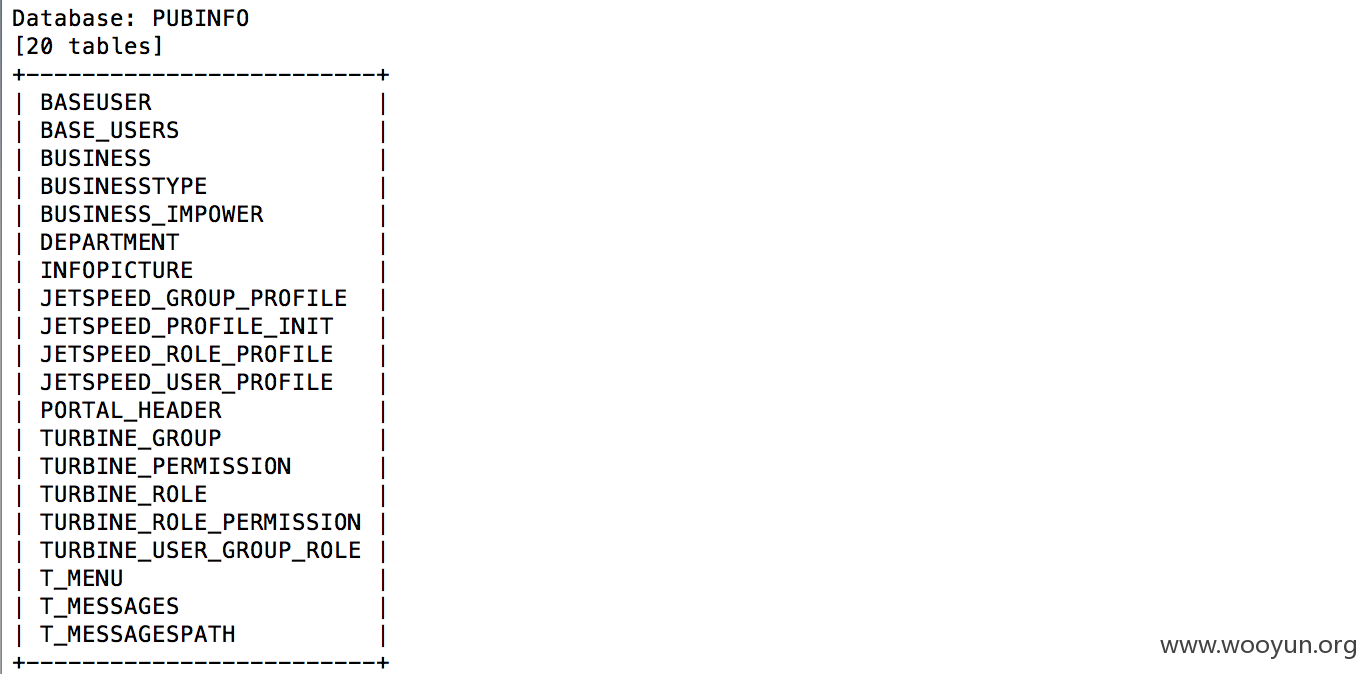 Database: PUBINFO
[20 tables]
+-------------------------+
| BASEUSER                |
| BASE_USERS              |
| BUSINESS                |
| BUSINESSTYPE            |
| BUSINESS_IMPOWER        |
| DEPARTMENT              |
| INFOPICTURE             |
| JETSPEED_GROUP_PROFILE  |
| JETSPEED_PROFILE_INIT   |
| JETSPEED_ROLE_PROFILE   |
| JETSPEED_USER_PROFILE   |
| PORTAL_HEADER           |
| TURBINE_GROUP           |
| TURBINE_PERMISSION      |
| TURBINE_ROLE            |
| TURBINE_ROLE_PERMISSION |
| TURBINE_USER_GROUP_ROLE |
| T_MENU                  |
| T_MESSAGES              |
| T_MESSAGESPATH          |
+-------------------------+
www.wooyun.org